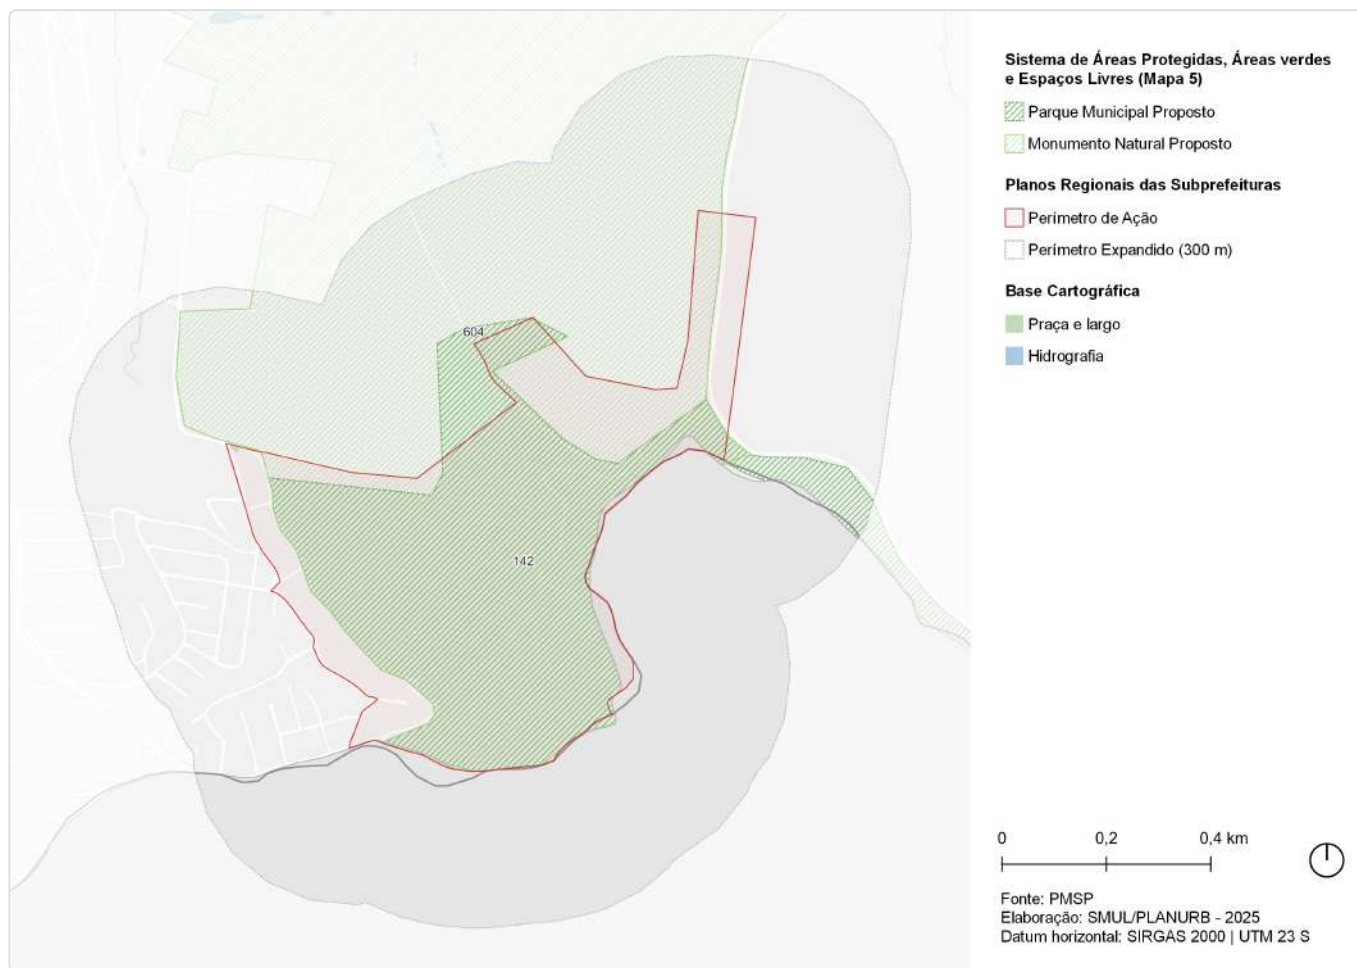 604
142
Sistema de Áreas Protegidas, Áreas verdes
e Espaços Livres (Mapa 5)
Parque Municipal Proposto
Monumento Natural Proposto
Planos Regionais das Subprefeituras
Perímetro de Ação
Perímetro Expandido (300 m)
Base Cartográfica
Praça e largo
Hidrografia
0 0,2 0,4 km
Fonte: PMSP
Elaboração: SMUL/PLANURB - 2025
Datum horizontal: SIRGAS 2000 | UTM 23 S